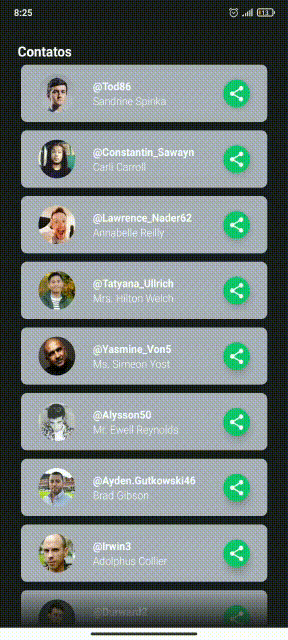 8:25
113
Contatos
@Tod86
Sandrine Spinka
@Constantin_Sawayn
Carli Carroll
@Lawrence_Nader62
Annabelle Reilly
@Tatyana_Ullrich
Mrs. Hilton Welch
@Yasmine_Von5
Ms. Simeon Yost
@Alysson50
Mr. Ewell Reynolds
@Ayden.Gutkowski46
Brad Gibson
@Irwin3
Adolphus Collier